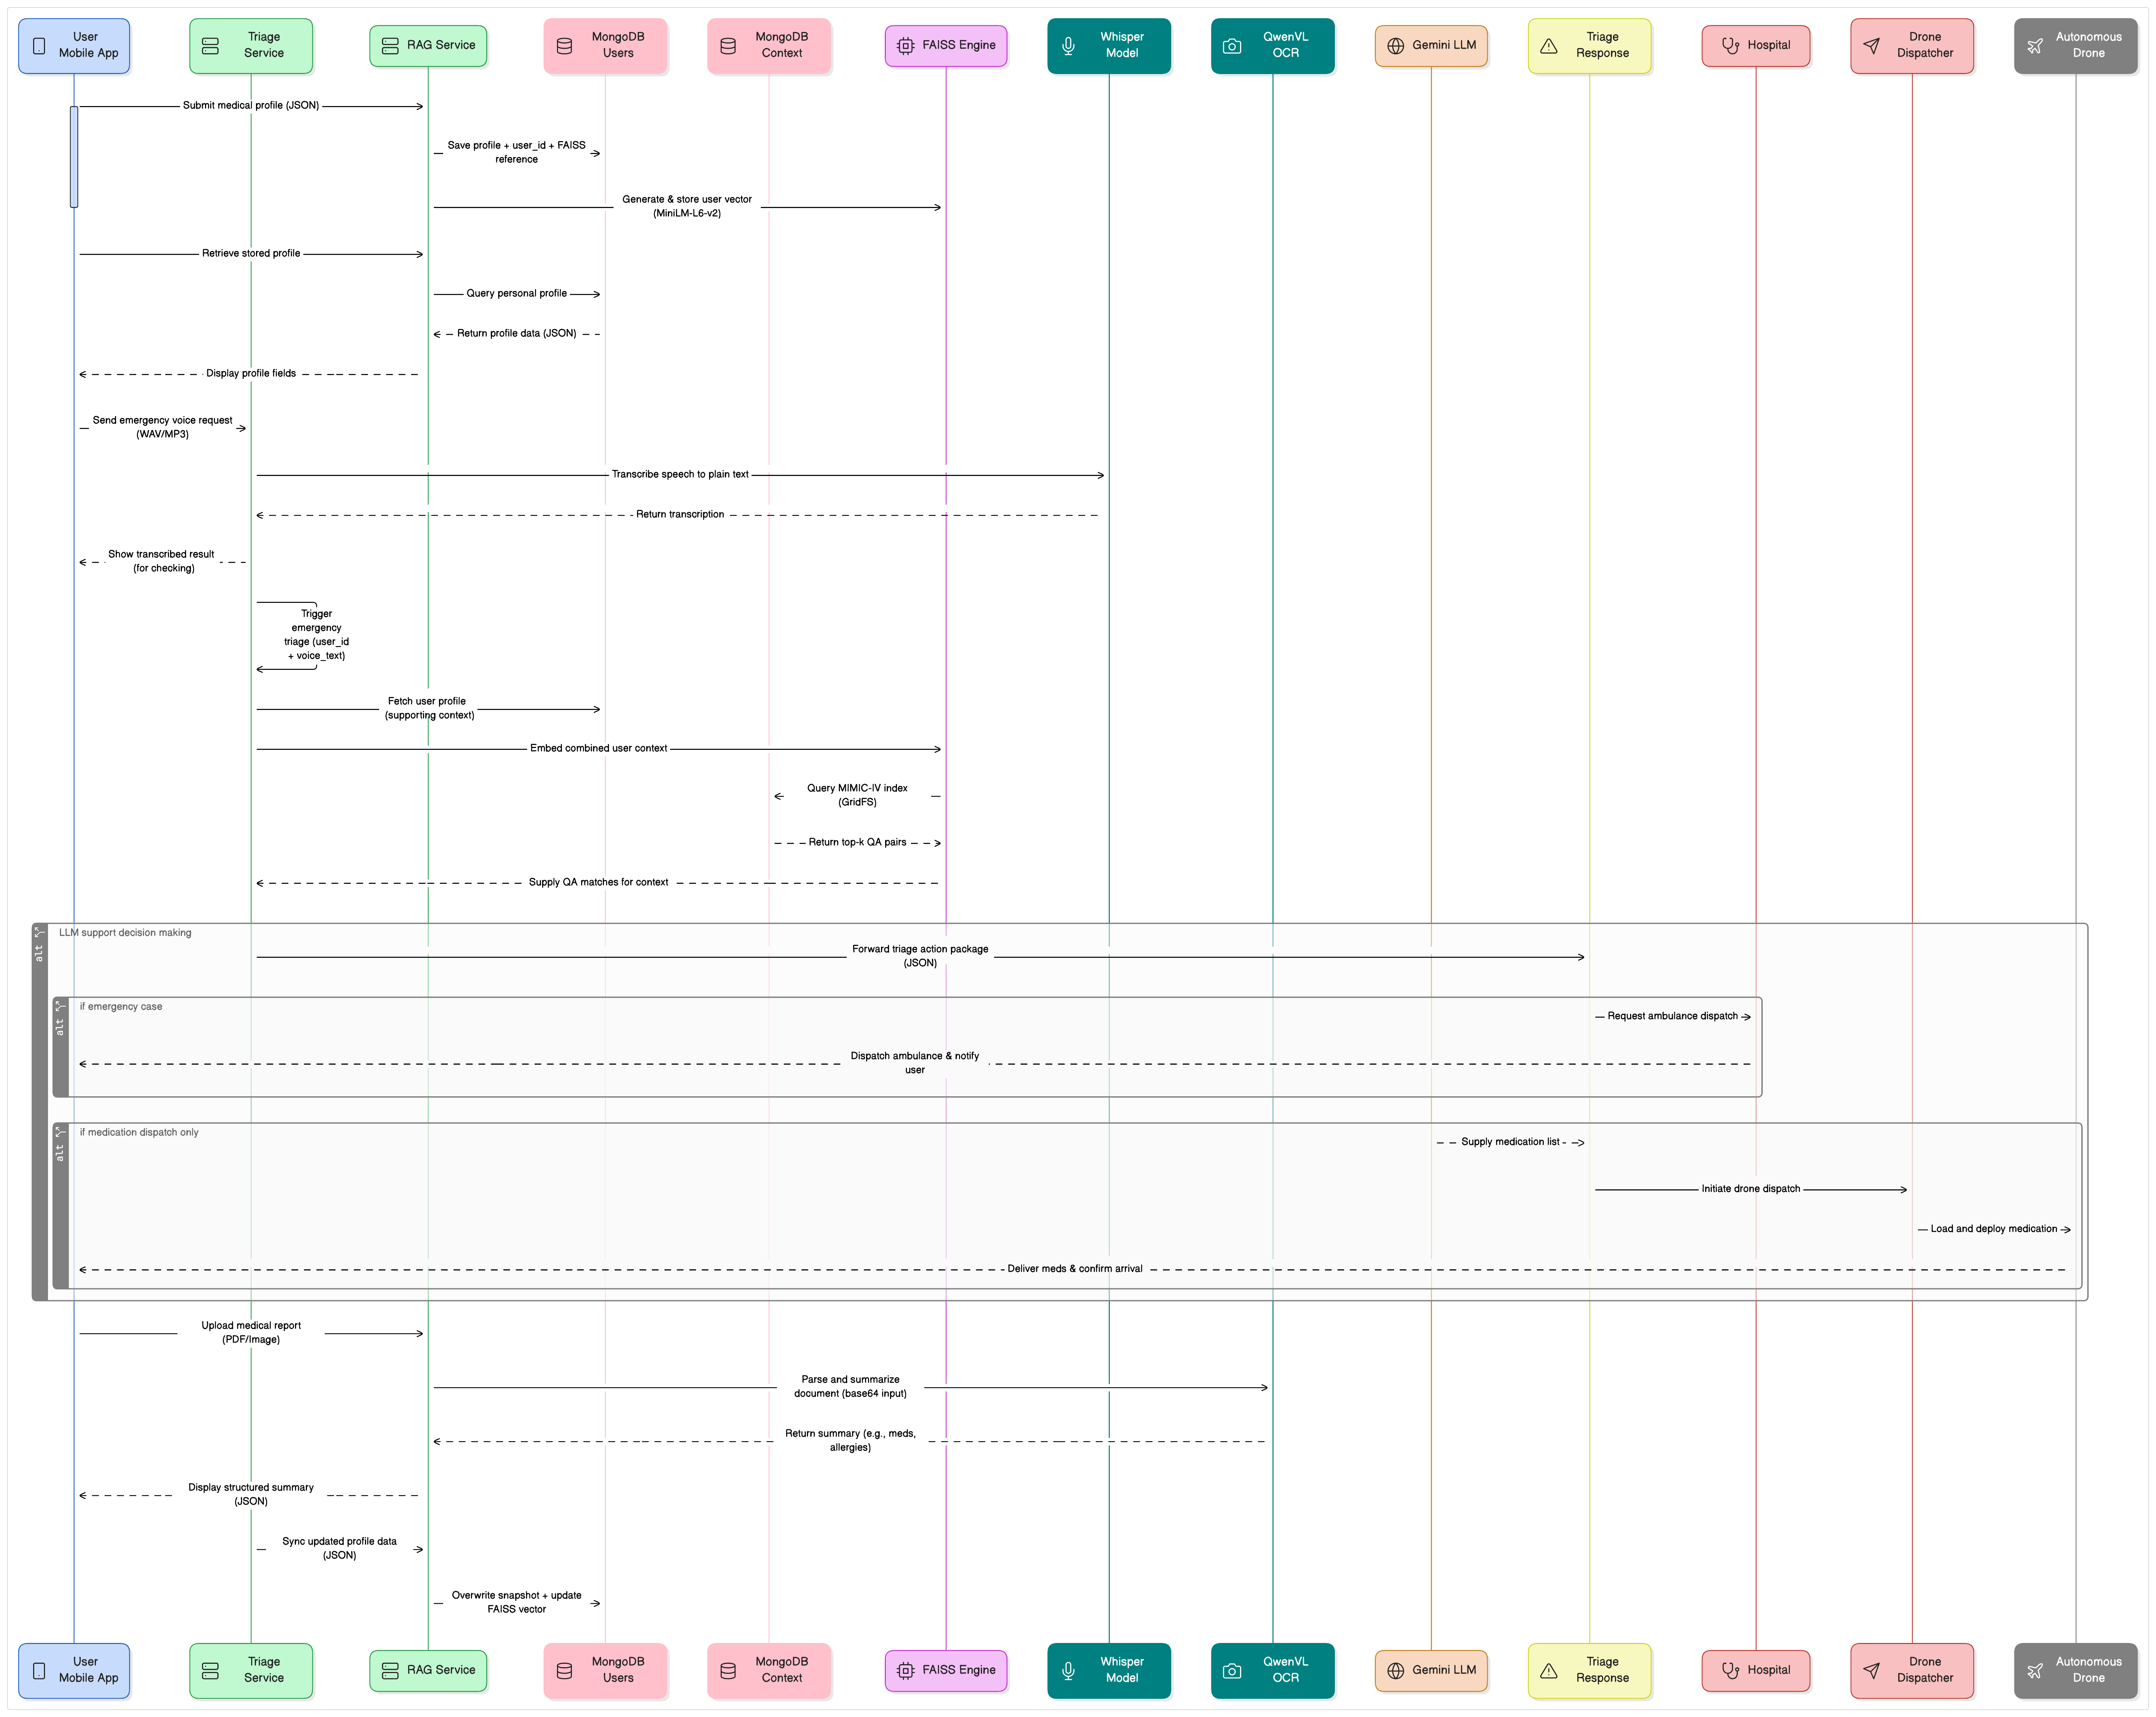 User
Mobile App
Triage
Service
RAG Service
MongoDB
Users
MongoDB
Context
FAISS Engine
Whisper
Model
QwenVL
OCR
Gemini LLM
Triage
Response
Hospital
Drone
Dispatcher
Autonomous
Drone
Submit medical profile (JSON)
Save profile + user_id + FAISS
reference
Generate & store user vector
(MiniLM-L6-v2)
Retrieve stored profile
Query personal profile
Return profile data (JSON)
Display profile fields
Send emergency voice request
(WAV/MP3)
Transcribe speech to plain text
Return transcription
Show transcribed result
(for checking)
Trigger
emergency
triage (user_id
+ voice_text)
Fetch user profile
(supporting context)
Embed combined user context
Query MIMIC-IV index
(GridFS)
Return top-k QA pairs
Supply QA matches for context
alt
LLM support decision making
Forward triage action package
(JSON)
alt
if emergency case
Request ambulance dispatch
Dispatch ambulance & notify
user
alt
if medication dispatch only
Supply medication list
Initiate drone dispatch
Load and deploy medication
Deliver meds & confirm arrival
Upload medical report
(PDF/Image)
Parse and summarize
document (base64 input)
Return summary (e.g., meds,
allergies)
Display structured summary
(JSON)
Sync updated profile data
(JSON)
Overwrite snapshot + update
FAISS vector
User
Mobile App
Triage
Service
RAG Service
MongoDB
Users
MongoDB
Context
FAISS Engine
Whisper
Model
QwenVL
OCR
Gemini LLM
Triage
Response
Hospital
Drone
Dispatcher
Autonomous
Drone